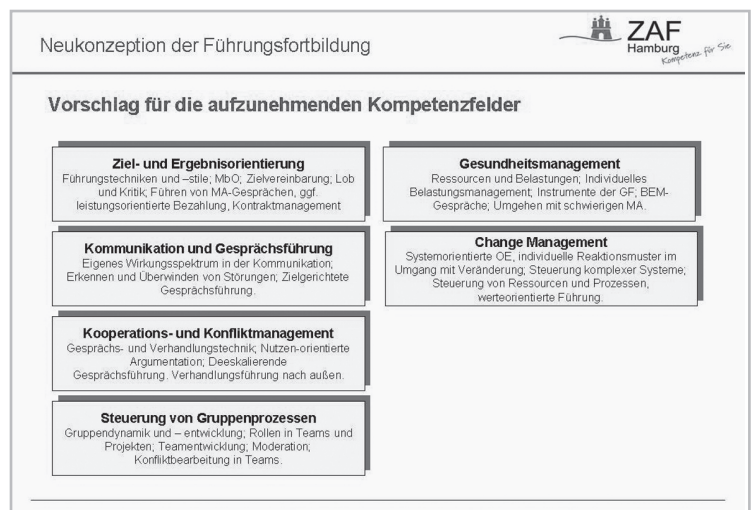 Neukonzeption der Führungsfortbildung
ZAF
Hamburg
Kompetenz für Sie
Vorschlag für die aufzunehmenden Kompetenzfelder
Ziel- und Ergebnisorientierung
Führungstechniken und –stile; MbO; Zielvereinbarung; Lob
und Kritik; Führen von MA-Gesprächen, ggf.
leistungsorientierte Bezahlung, Kontraktmanagement
Kommunikation und Gesprächsführung
Eigenes Wirkungsspektrum in der Kommunikation;
Erkennen und Überwinden von Störungen; Zielgerichtete
Gesprächsführung.
Kooperations- und Konfliktmanagement
Gesprächs- und Verhandlungstechnik; Nutzen-orientierte
Argumentation; Deeskalierende
Gesprächsführung. Verhandlungsführung nach außen.
Steuerung von Gruppenprozessen
Gruppendynamik und – entwicklung; Rollen in Teams und
Projekten; Teamentwicklung; Moderation;
Konfliktbearbeitung in Teams.
Gesundheitsmanagement
Ressourcen und Belastungen; Individuelles
Belastungsmanagement; Instrumente der GF; BEM-
Gespräche; Umgehen mit schwierigen MA.
Change Management
Systemorientierte OE, individuelle Reaktionsmuster im
Umgang mit Veränderung; Steuerung komplexer Systeme;
Steuerung von Ressourcen und Prozessen,
werteorientierte Führung.